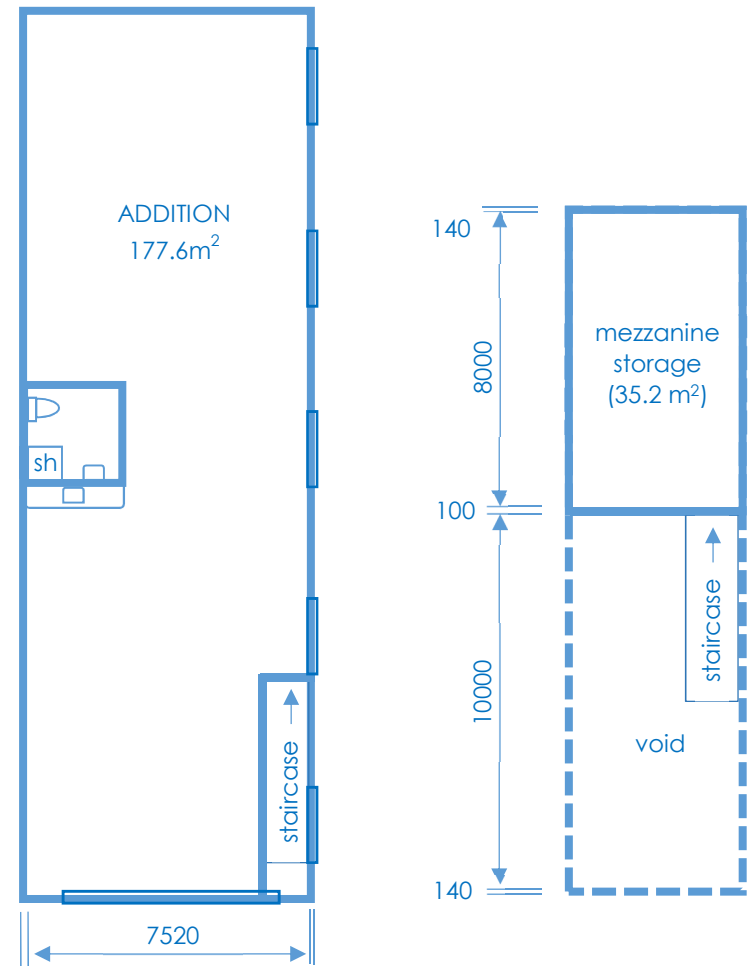 ADDITION
177.6m²
sh
staircase
7520
140
8000
100
10000
140
mezzanine
storage
(35.2 m²)
staircase
void